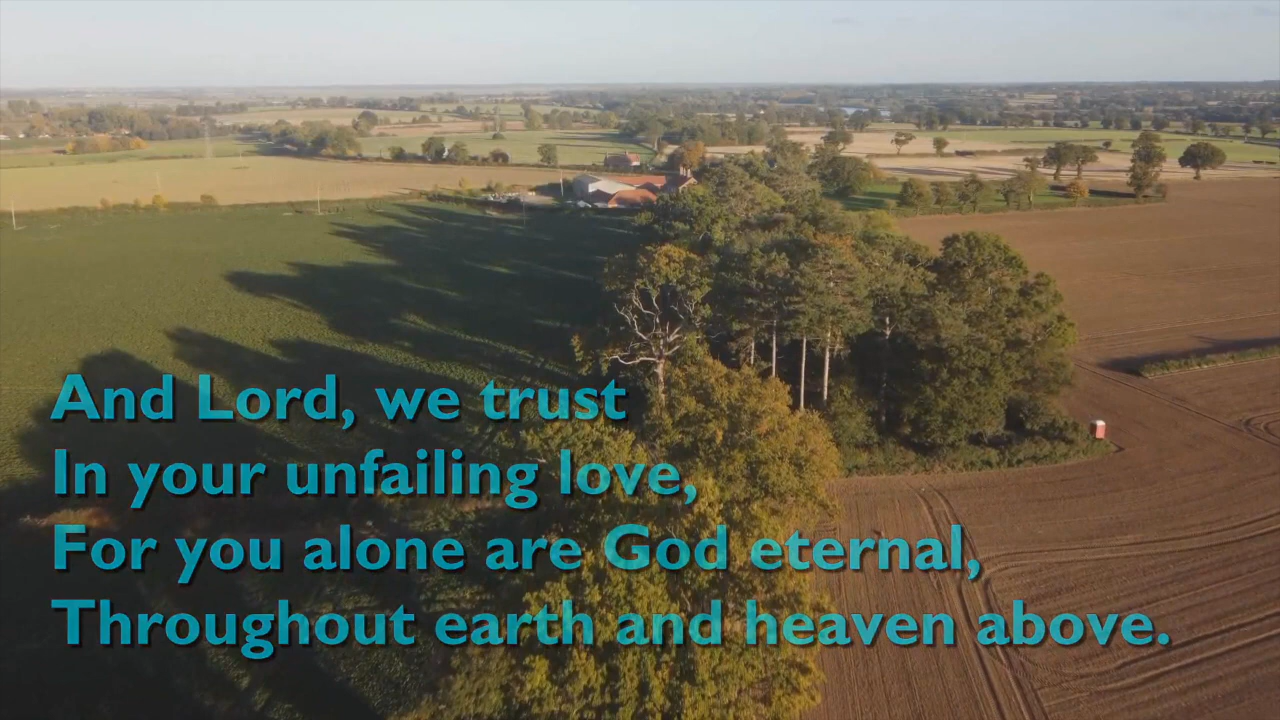 And Lord, we trust
In your unfailing love,
For you alone are God eternal,
Throughout earth and heaven above.